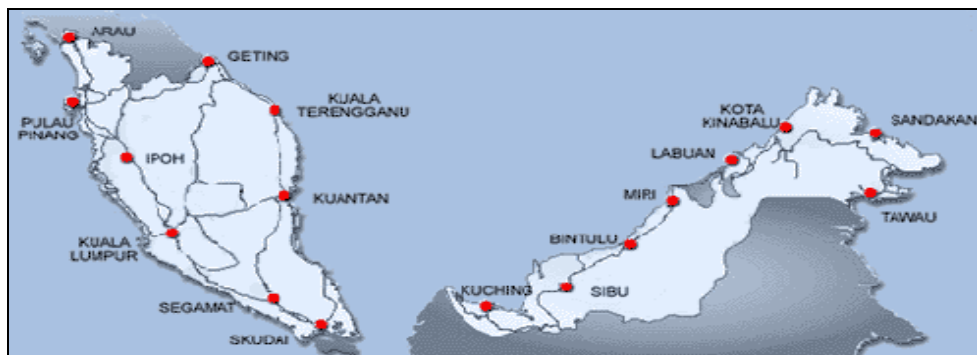 ARAU
GETING
KUALA
TERENGGANU
PULAU
PINANG
IPOH
KUANTAN
KUALA
LUMPUR
SEGAMAT
SKUDAI
KOTA
KINABALU
SANDAKAN
LABUAN
MIRI
TAWAU
BINTULU
KUCHING
SIBU